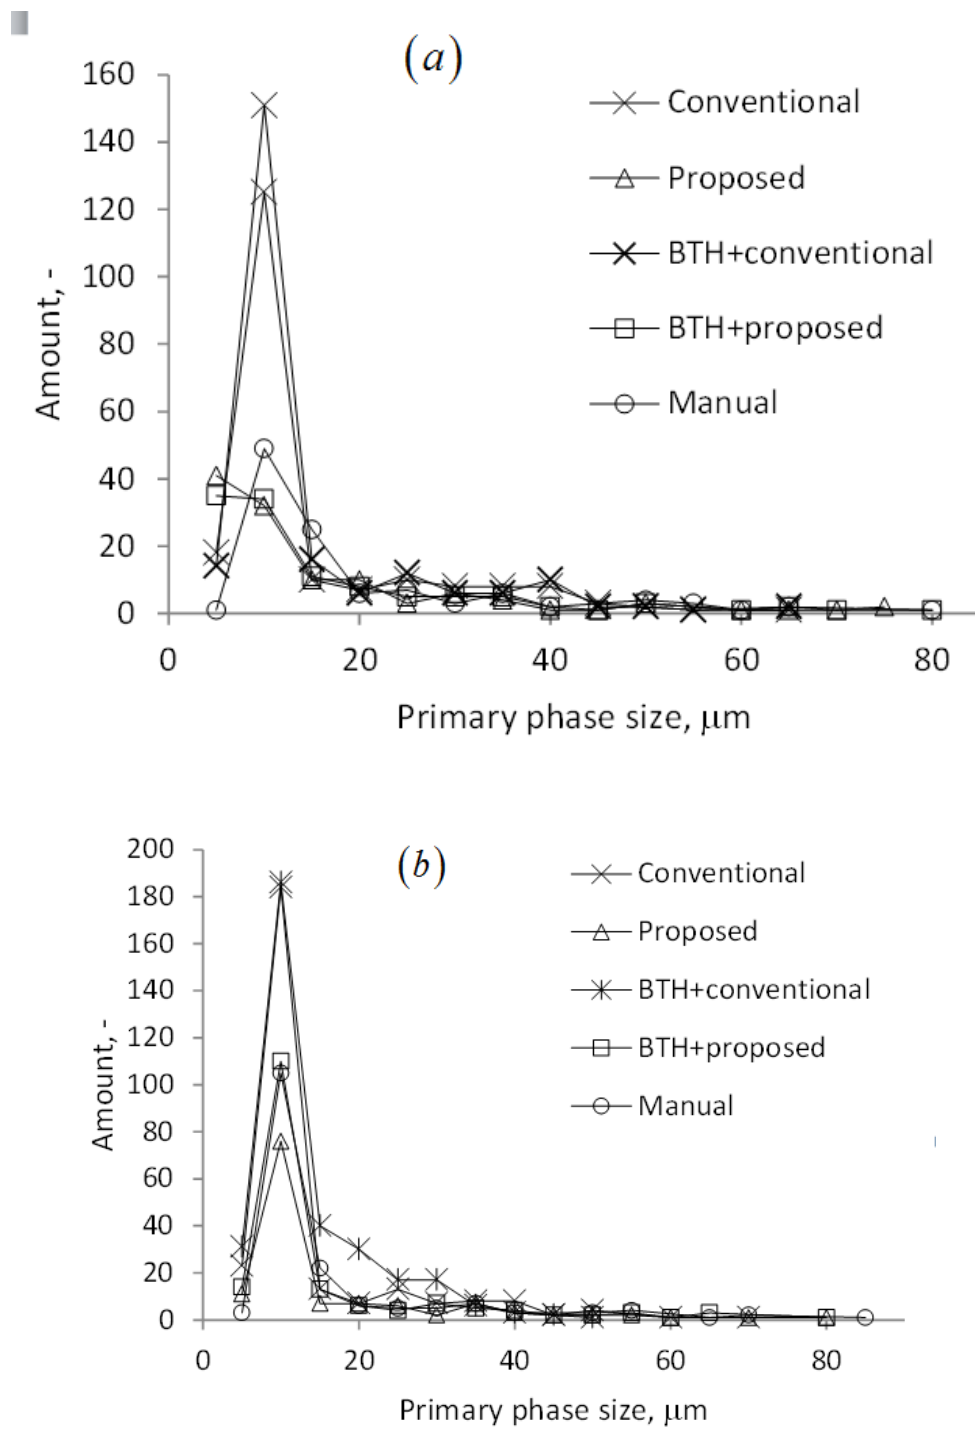 (a)
160
140
120
100
80
60
40
20
0
Amount, -
Conventional
Proposed
BTH+conventional
BTH+proposed
Manual
0 20 40 60 80
Primary phase size, μm
(b)
200
180
160
140
120
100
80
60
40
20
0
Amount, -
Conventional
Proposed
BTH+conventional
BTH+proposed
Manual
0 20 40 60 80
Primary phase size, μm